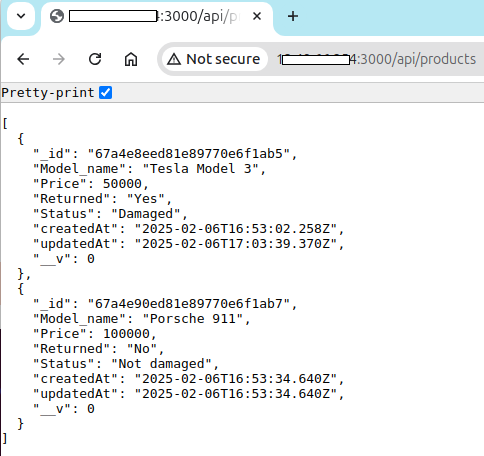 :3000/api/p
Not secure
:3000/api/products
Pretty-print
[
  {
    "_id": "67a4e8eed81e89770e6f1ab5",
    "Model_name": "Tesla Model 3",
    "Price": 50000,
    "Returned": "Yes",
    "Status": "Damaged",
    "createdAt": "2025-02-06T16:53:02.258Z",
    "updatedAt": "2025-02-06T17:03:39.370Z",
    "__v": 0
  },
  {
    "_id": "67a4e90ed81e89770e6f1ab7",
    "Model_name": "Porsche 911",
    "Price": 100000,
    "Returned": "No",
    "Status": "Not damaged",
    "createdAt": "2025-02-06T16:53:34.640Z",
    "updatedAt": "2025-02-06T16:53:34.640Z",
    "__v": 0
  }
]